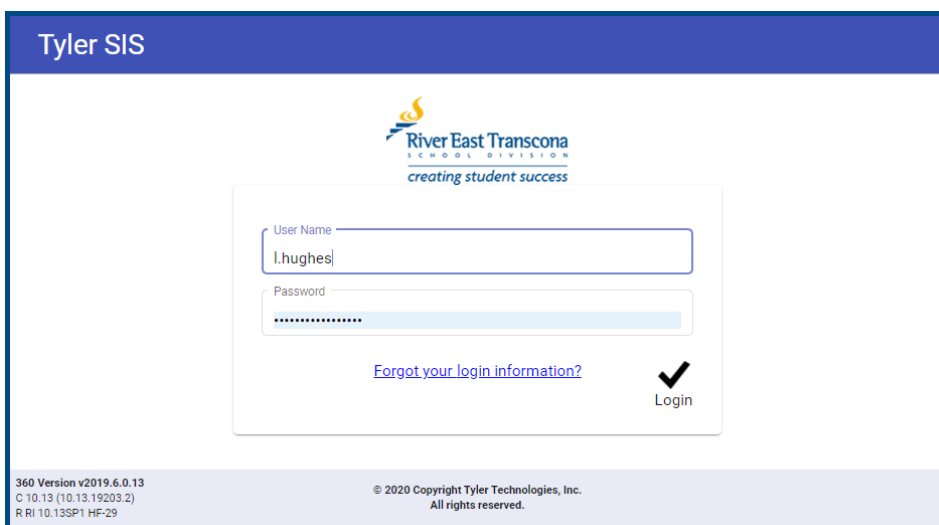 Tyler SIS
River East Transcona
SCHOOL DIVISION
creating student success
User Name
l.hughes
Password
•••••••••••••••••
Forgot your login information?
Login
360 Version v2019.6.0.13
C 10.13 (10.13.19203.2)
R RI 10.13SP1 HF-29
© 2020 Copyright Tyler Technologies, Inc.
All rights reserved.